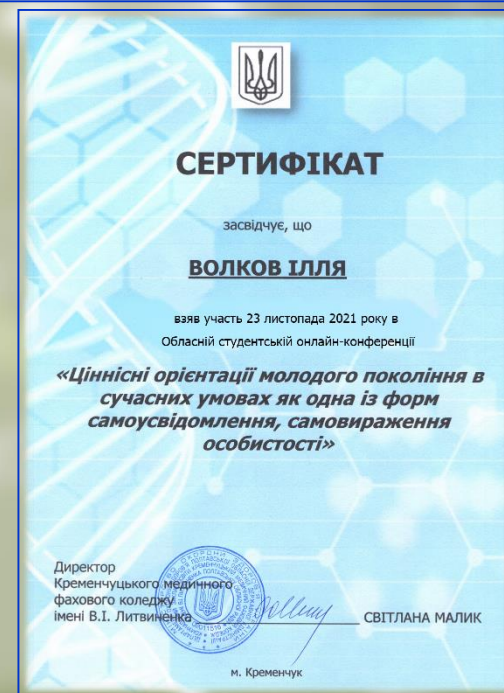 СЕРТИФІКАТ
засвідчує, що
ВОЛКОВ ІЛЛЯ
взяв участь 23 листопада 2021 року в
Обласній студентській онлайн-конференції
«Ціннісні орієнтації молодого покоління в
сучасних умовах як одна із форм
самоусвідомлення, самовираження
особистості»
Директор
Кременчуцького медичного
фахового коледжу
імені В.І. Литвиненка
СВІТЛАНА МАЛИК
м. Кременчук